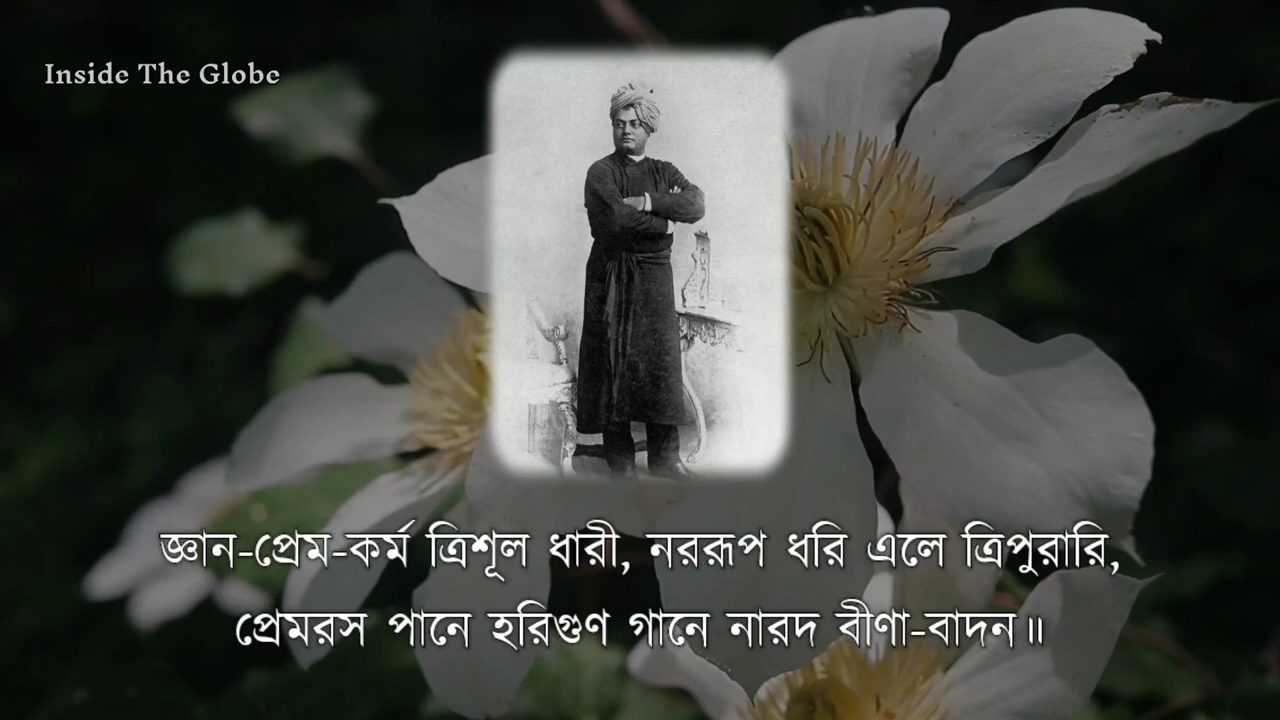 Inside The Globe
জ্ঞান-প্রেম-কর্ম ত্রিশূল ধারী, নররূপ ধরি এলে ত্রিপুরারি,
প্রেমরস পানে হরিগুণ গানে নারদ বীণা-বাদন॥